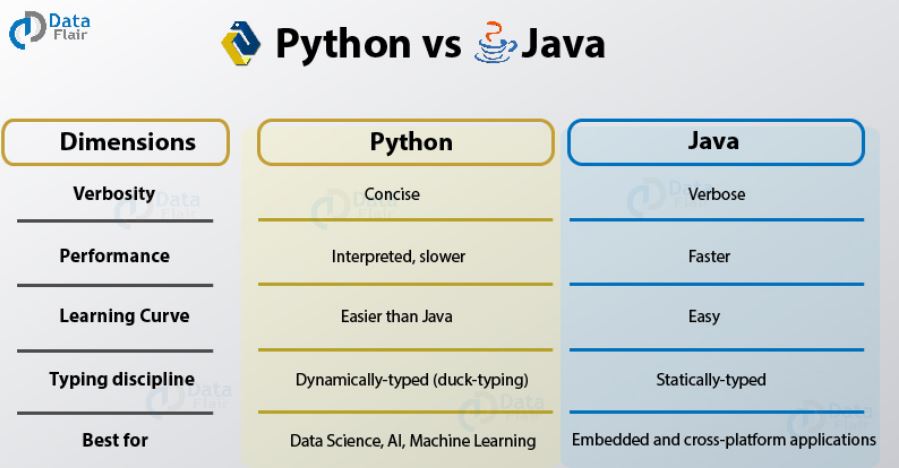 Data
Flair
Python vs Java
Dimensions Python Java
Verbosity Concise Verbose
Performance Interpreted, slower Faster
Learning Curve Easier than Java Easy
Typing discipline Dynamically-typed (duck-typing) Statically-typed
Best for Data Science, AI, Machine Learning Embedded and cross-platform applications